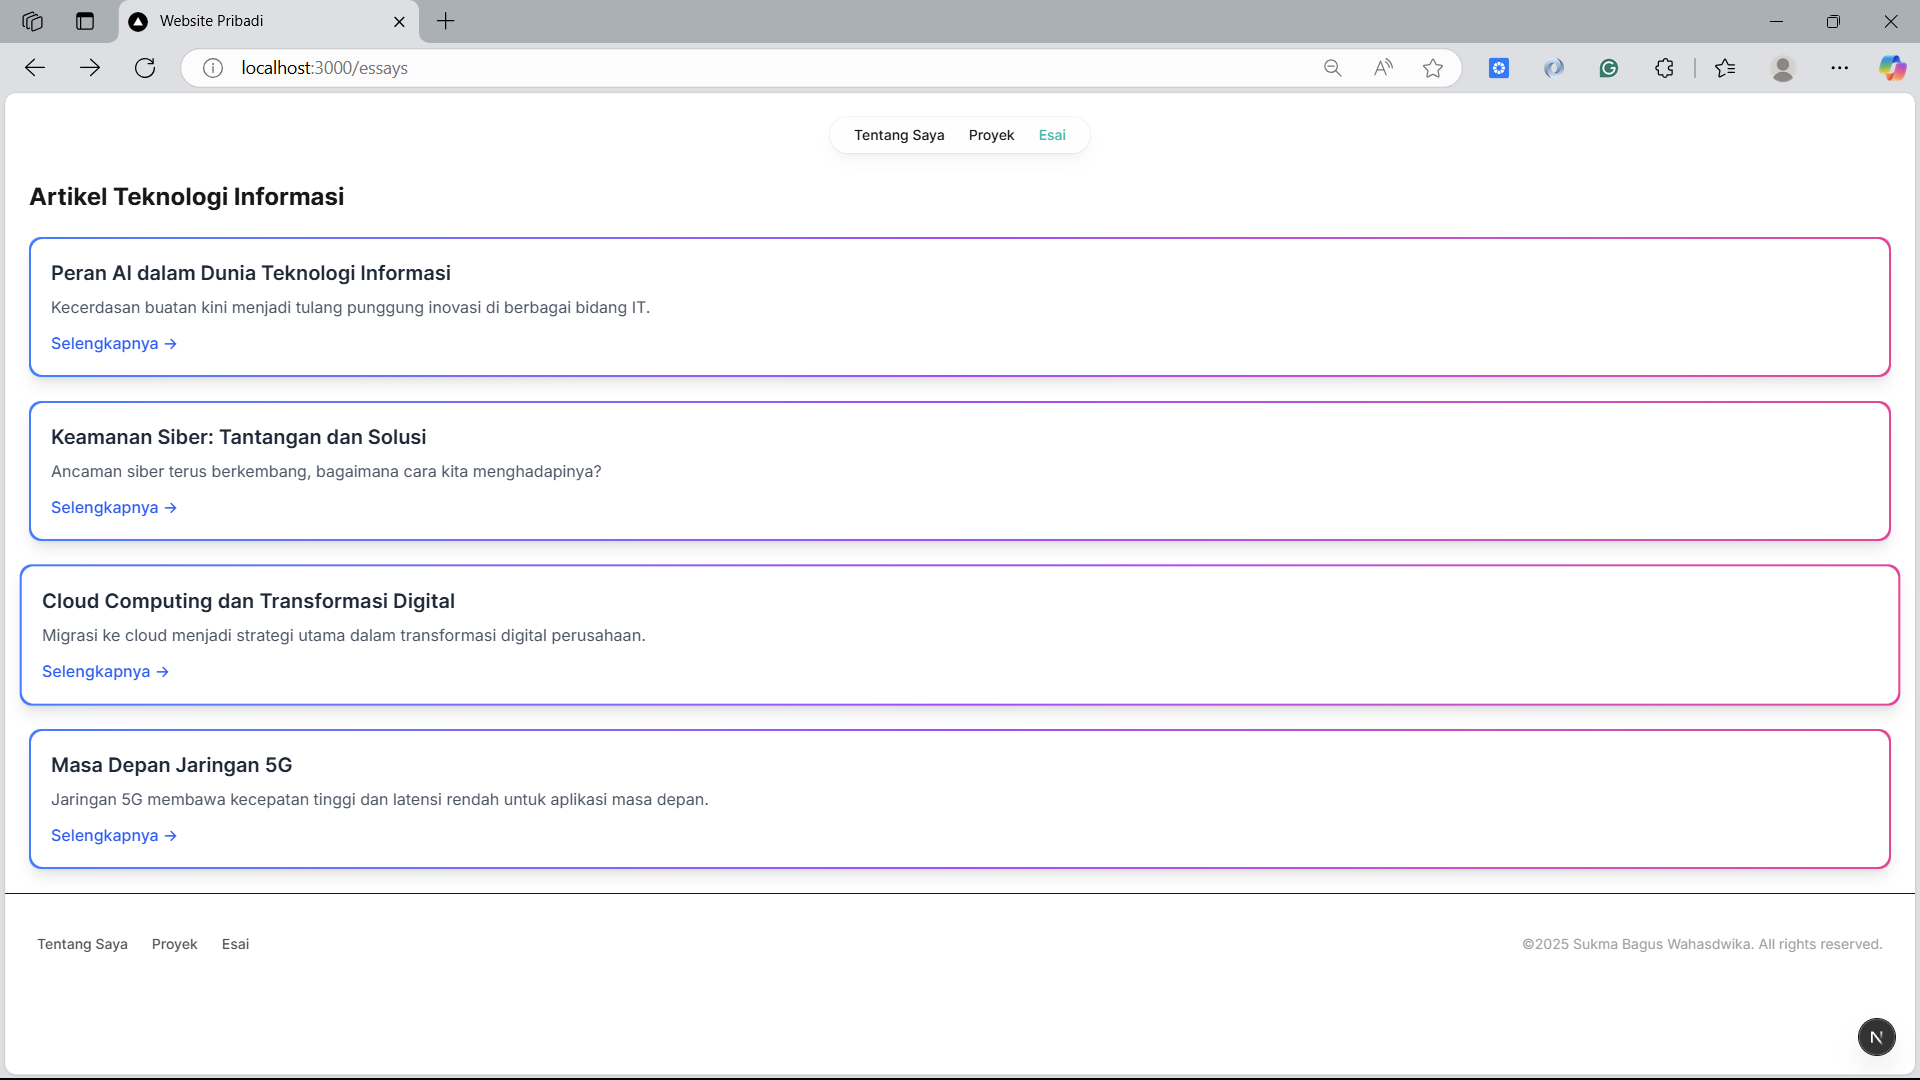 Website Pribadi
localhost:3000/essays
Tentang Saya Proyek Esai
Artikel Teknologi Informasi
Peran AI dalam Dunia Teknologi Informasi
Kecerdasan buatan kini menjadi tulang punggung inovasi di berbagai bidang IT.
Selengkapnya →
Keamanan Siber: Tantangan dan Solusi
Ancaman siber terus berkembang, bagaimana cara kita menghadapinya?
Selengkapnya →
Cloud Computing dan Transformasi Digital
Migrasi ke cloud menjadi strategi utama dalam transformasi digital perusahaan.
Selengkapnya →
Masa Depan Jaringan 5G
Jaringan 5G membawa kecepatan tinggi dan latensi rendah untuk aplikasi masa depan.
Selengkapnya →
Tentang Saya Proyek Esai
©2025 Sukma Bagus Wahasdwika. All rights reserved.
N